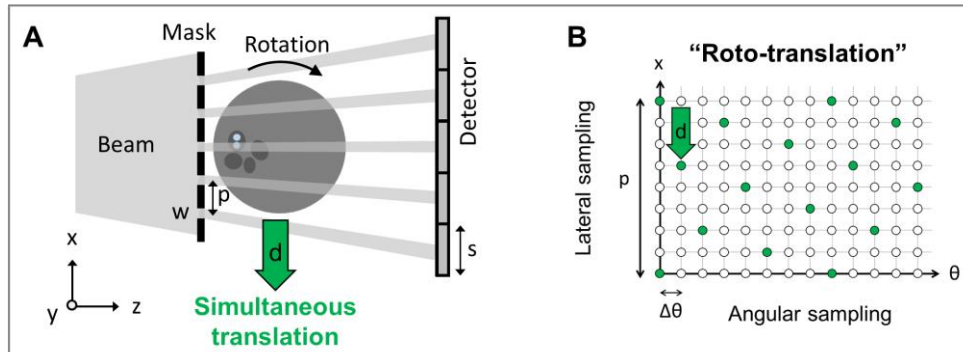 A
Mask
Rotation
Beam
Detector
p
w
d
s
x
y
z
Simultaneous
translation
B
“Roto-translation”
x
Lateral sampling
p
d
θ
Δθ
Angular sampling